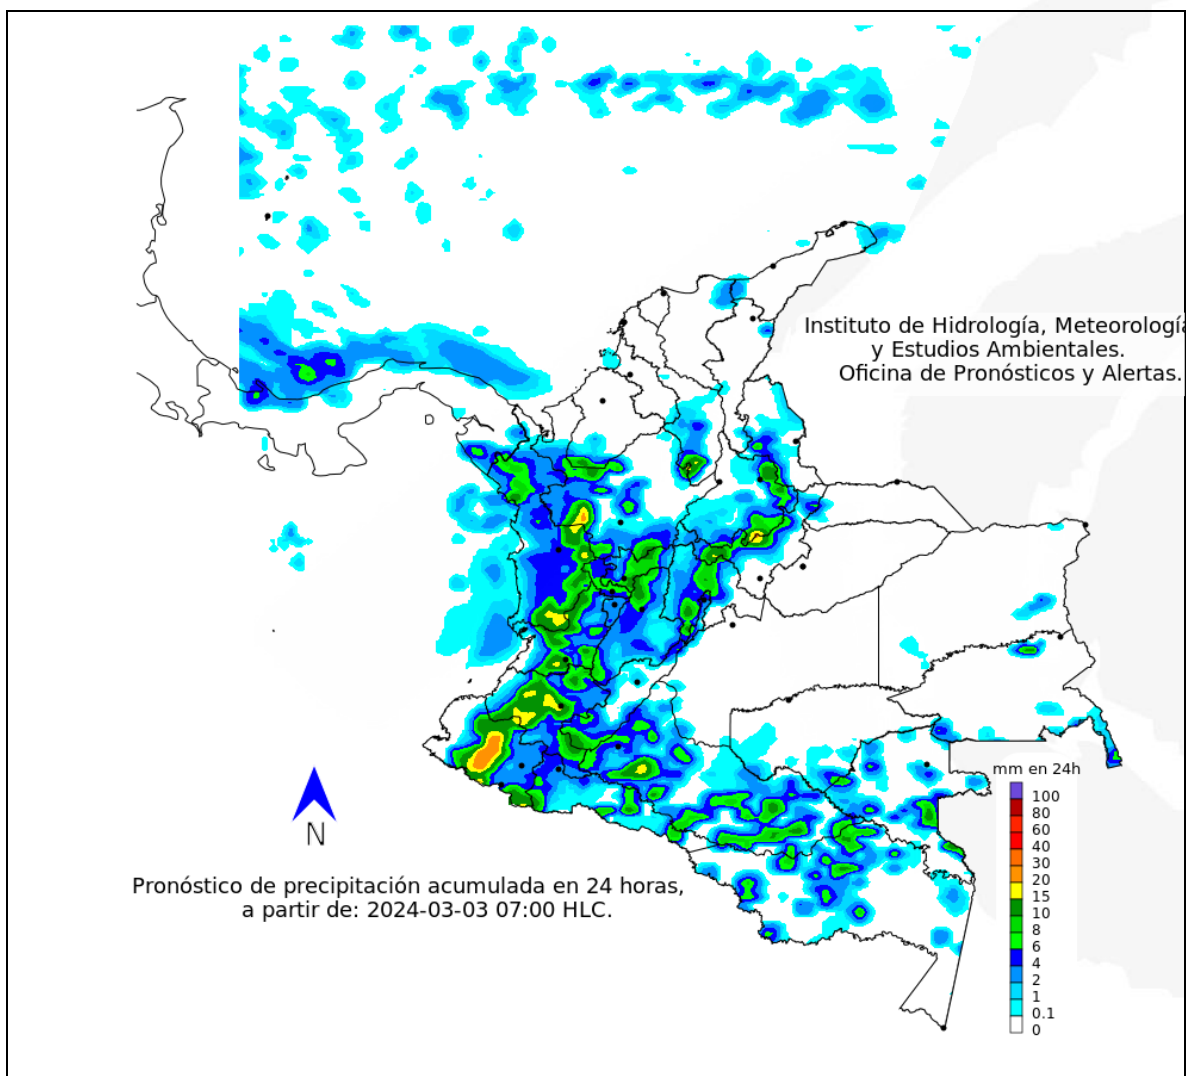 Instituto de Hidrología, Meteorología
y Estudios Ambientales.
Oficina de Pronósticos y Alertas.
mm en 24h
100
80
60
40
30
20
15
10
8
6
4
2
1
0.1
0
N
Pronóstico de precipitación acumulada en 24 horas,
a partir de: 2024-03-03 07:00 HLC.